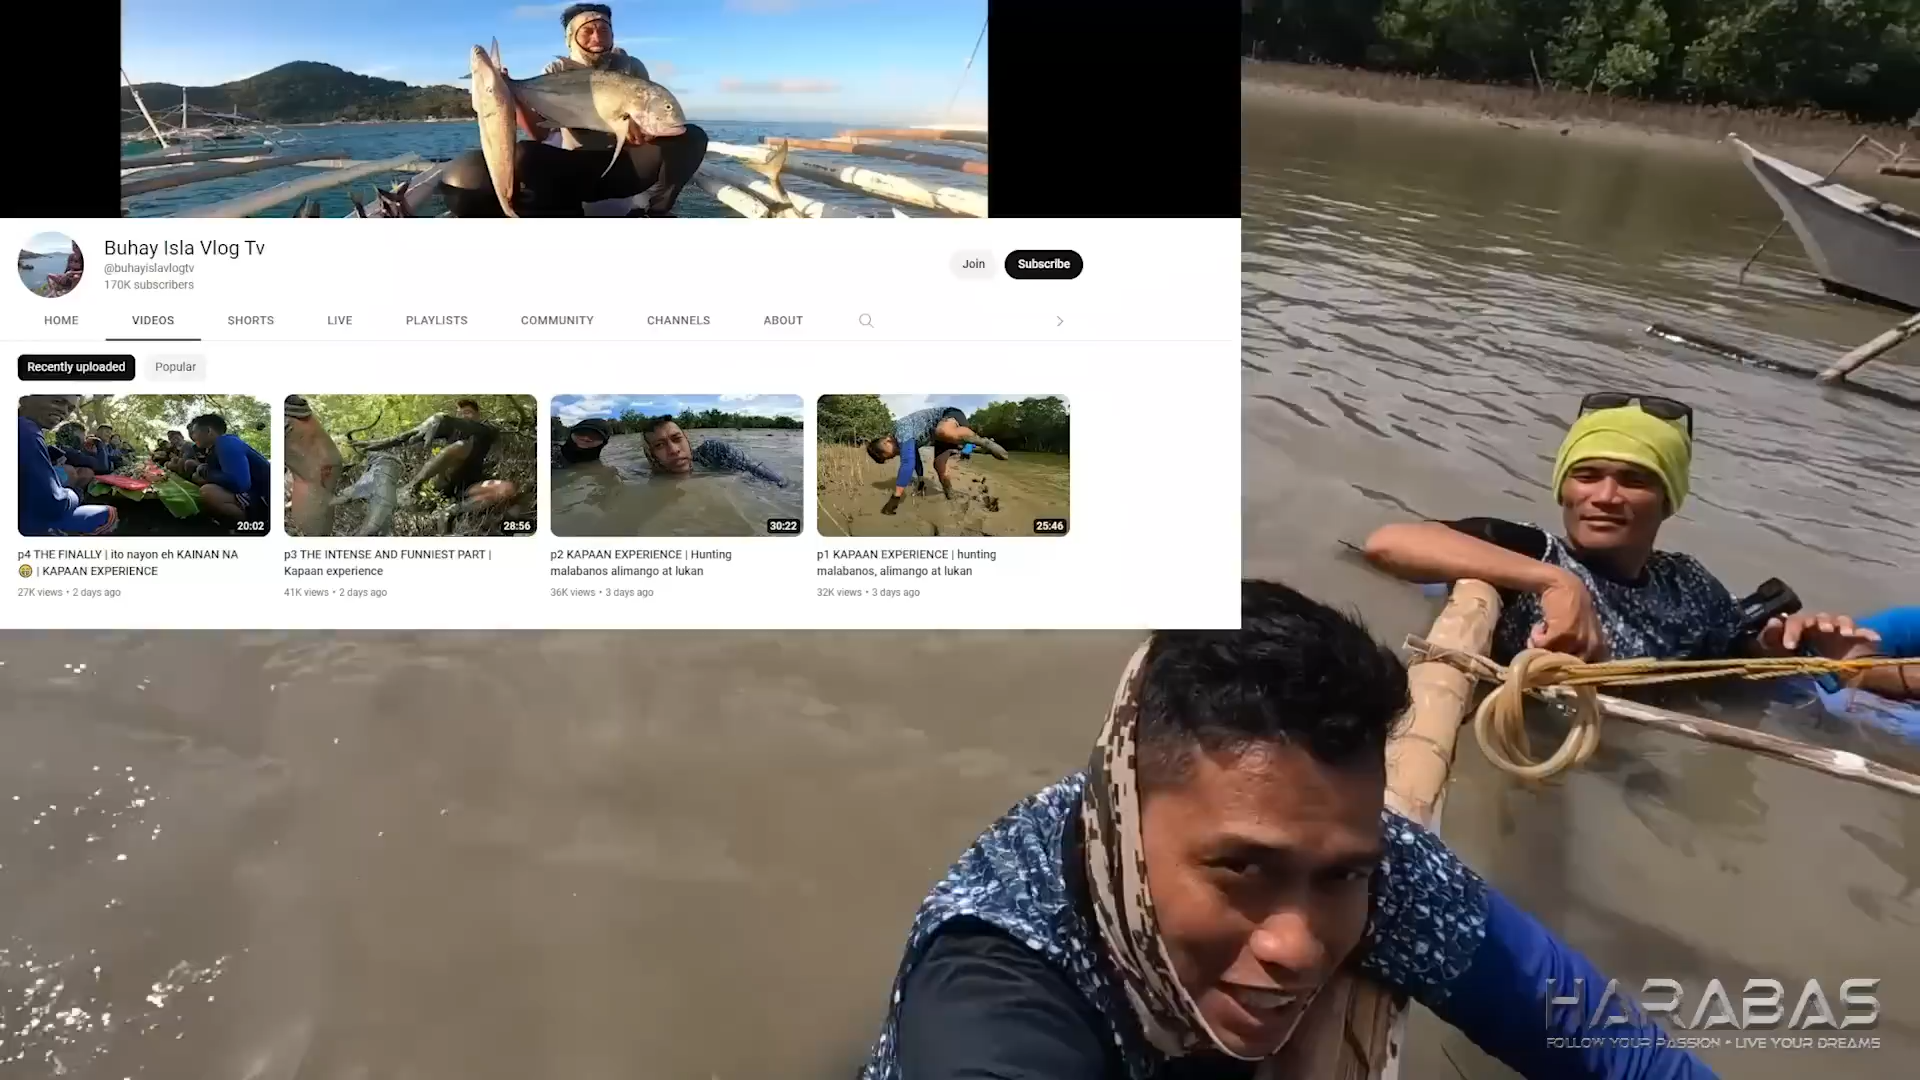 Buhay Isla Vlog Tv
@buhayislavlogtv
170K subscribers
Join
Subscribe
HOME
VIDEOS
SHORTS
LIVE
PLAYLISTS
COMMUNITY
CHANNELS
ABOUT
Recently uploaded
Popular
20:02
28:56
30:22
25:46
p4 THE FINALLY | ito nayon eh KAINAN NA
😁 | KAPAAN EXPERIENCE
27K views • 2 days ago
p3 THE INTENSE AND FUNNIEST PART |
Kapaan experience
41K views • 2 days ago
p2 KAPAAN EXPERIENCE | Hunting
malabanos alimango at lukan
36K views • 3 days ago
p1 KAPAAN EXPERIENCE | hunting
malabanos, alimango at lukan
32K views • 3 days ago
HARABAS
FOLLOW YOUR PASSION • LIVE YOUR DREAMS